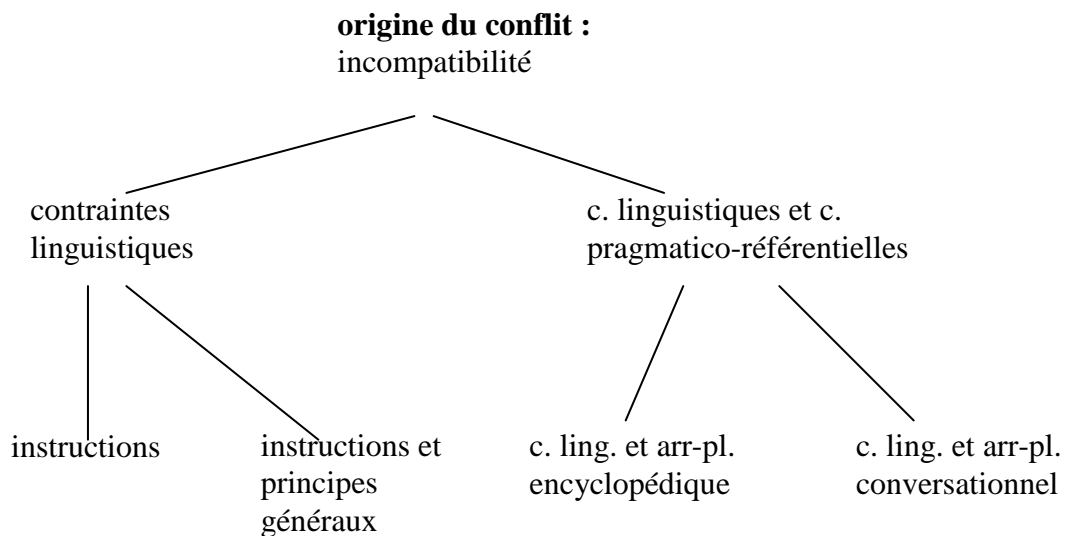 origine du conflit :
incompatibilité
contraintes
linguistiques
c. linguistiques et c.
pragmatico-référentielles
instructions
instructions et
principes
généraux
c. ling. et arr-pl.
encyclopédique
c. ling. et arr-pl.
conversationnel